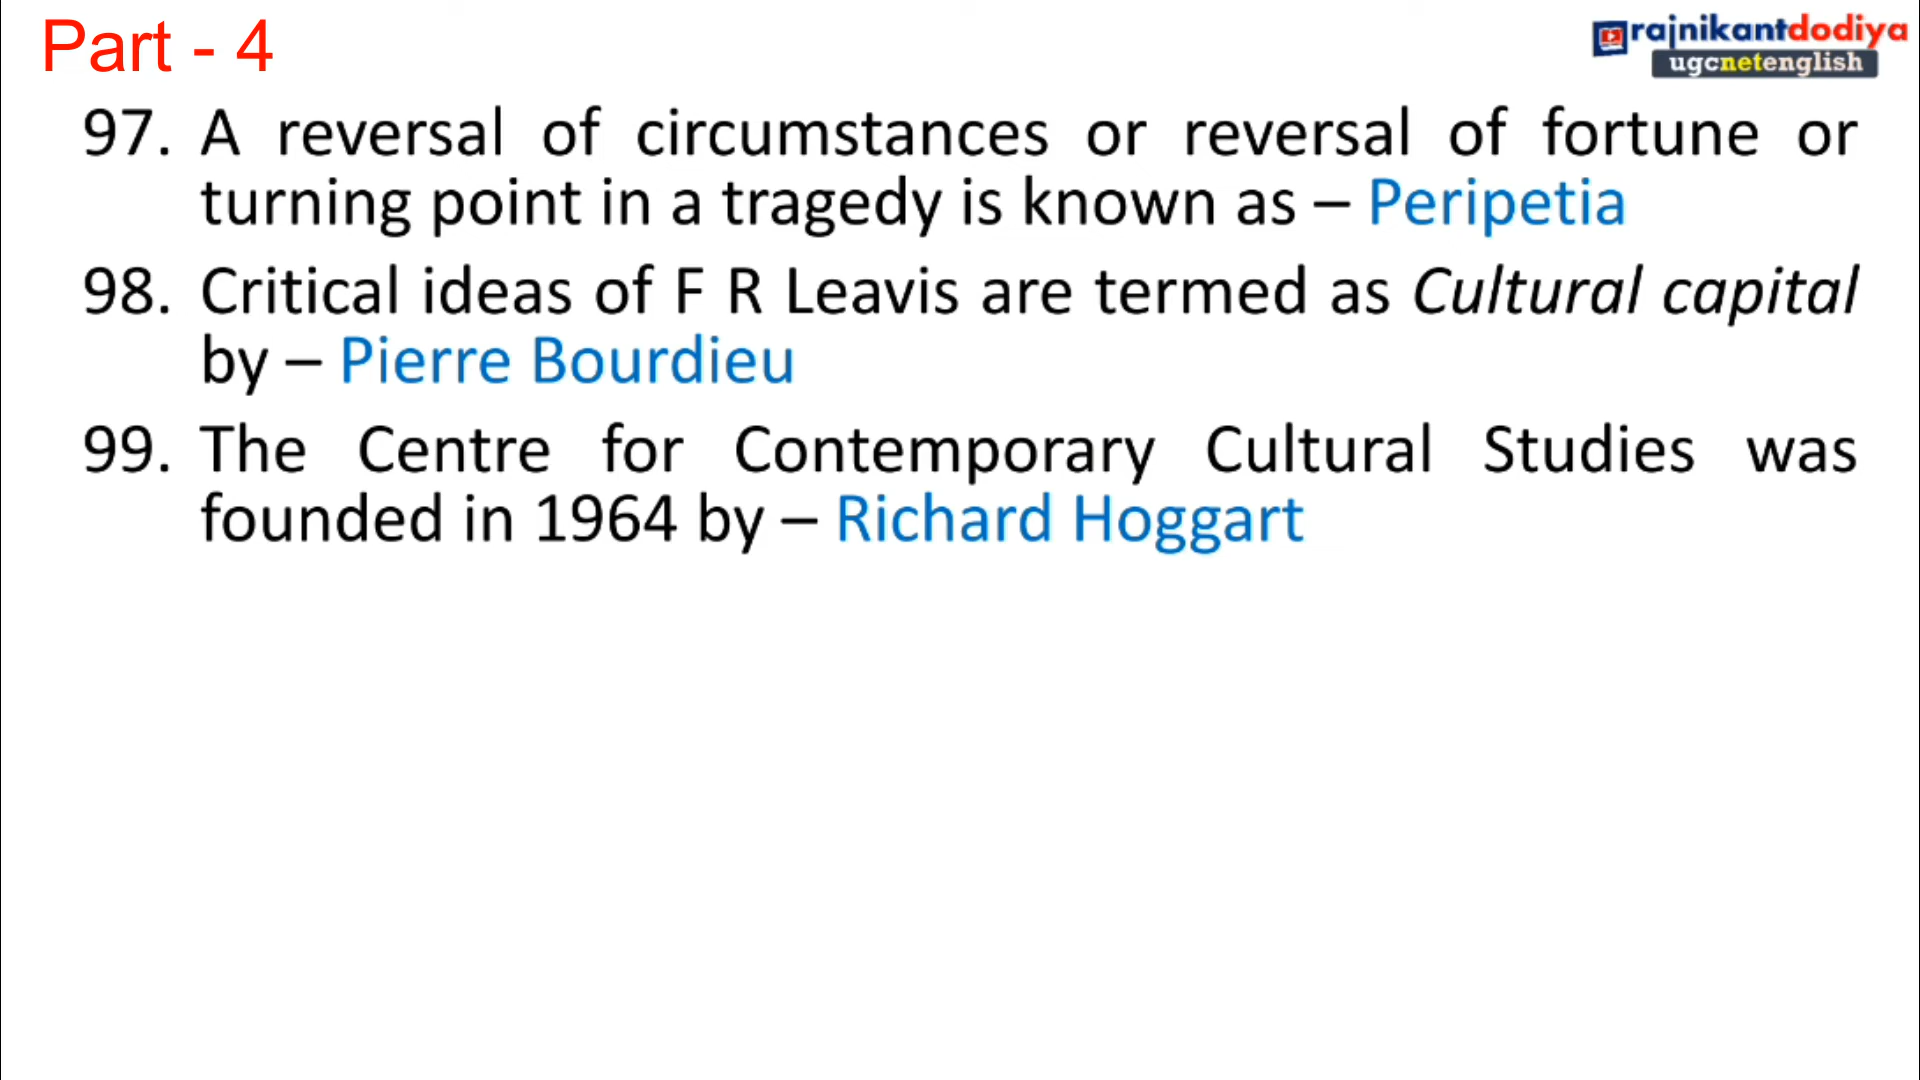 Part - 4
rajnikantdodiya
ugcnetenglish
97. A reversal of circumstances or reversal of fortune or
turning point in a tragedy is known as – Peripetia
98. Critical ideas of F R Leavis are termed as Cultural capital
by – Pierre Bourdieu
99. The Centre for Contemporary Cultural Studies was
founded in 1964 by – Richard Hoggart